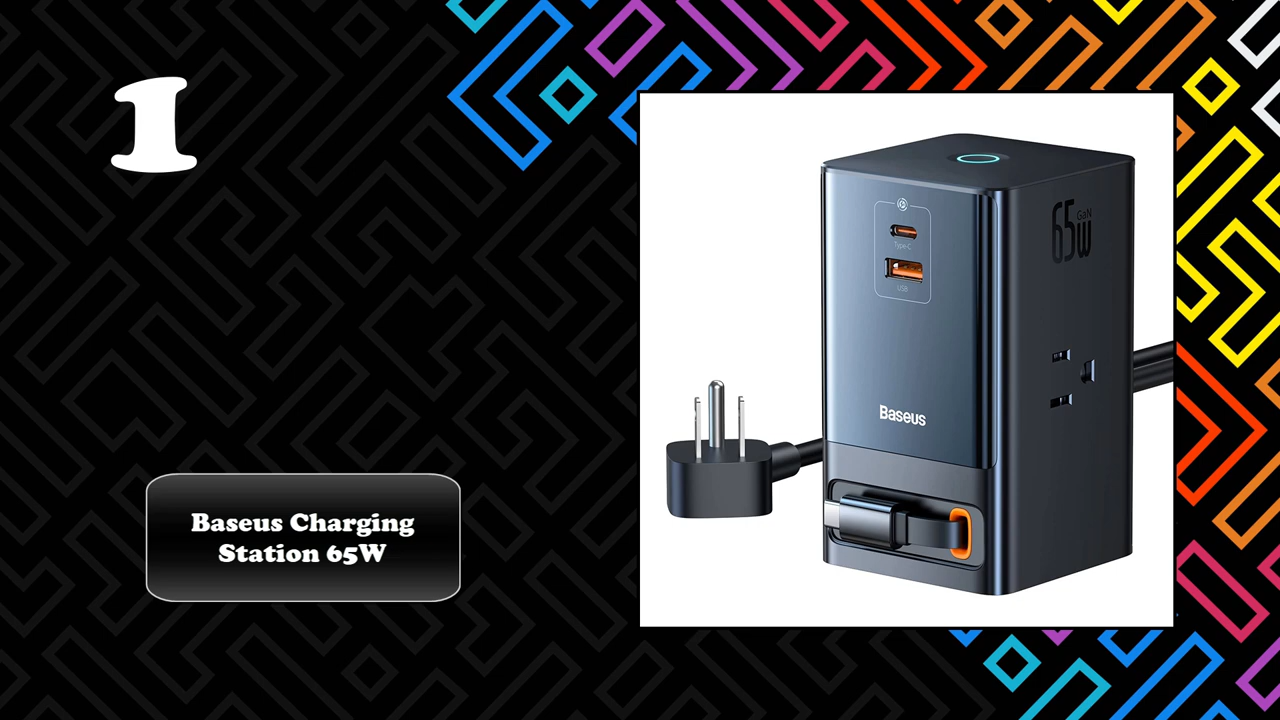 1
Type-C
USB
65W
GaN
Baseus
Baseus Charging
Station 65W